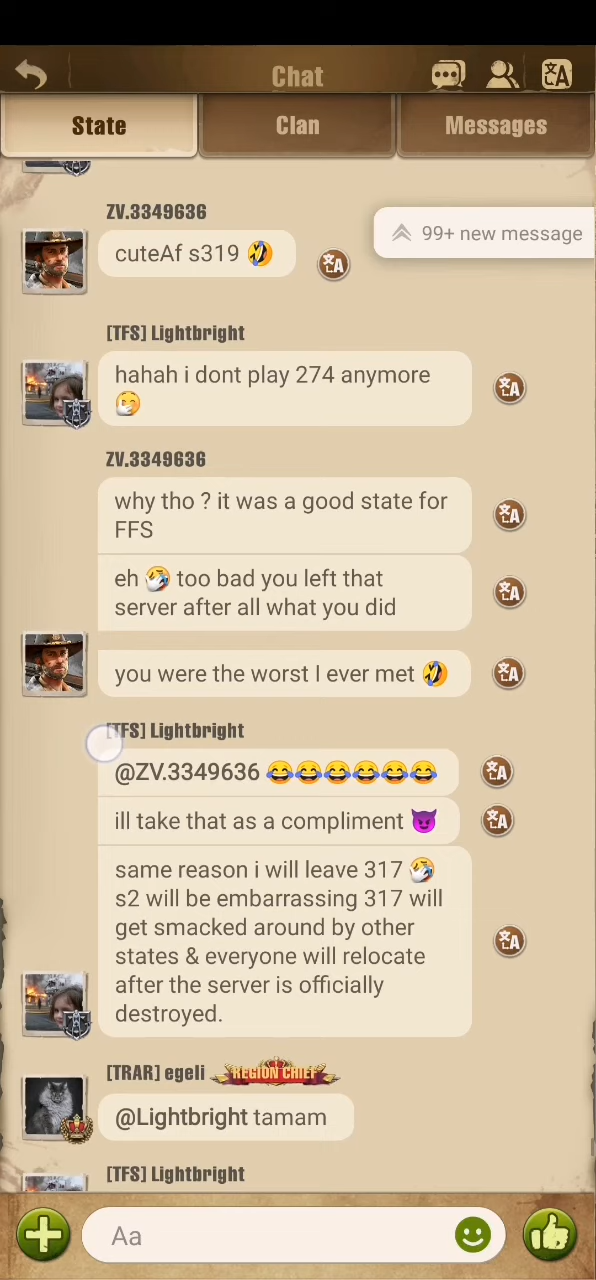 Chat
State
Clan
Messages
ZV.3349636
99+ new message
cuteAf s319 🤣
[TFS] Lightbright
hahah i dont play 274 anymore
🤭
ZV.3349636
why tho ? it was a good state for
FFS
eh 🤣 too bad you left that
server after all what you did
you were the worst I ever met 🤣
[TFS] Lightbright
@ZV.3349636 😂😂😂😂😂😂
ill take that as a compliment 😈
same reason i will leave 317 🤣
s2 will be embarrassing 317 will
get smacked around by other
states & everyone will relocate
after the server is officially
destroyed.
[TRAR] egeli REGION CHIEF
@Lightbright tamam
[TFS] Lightbright
Aa